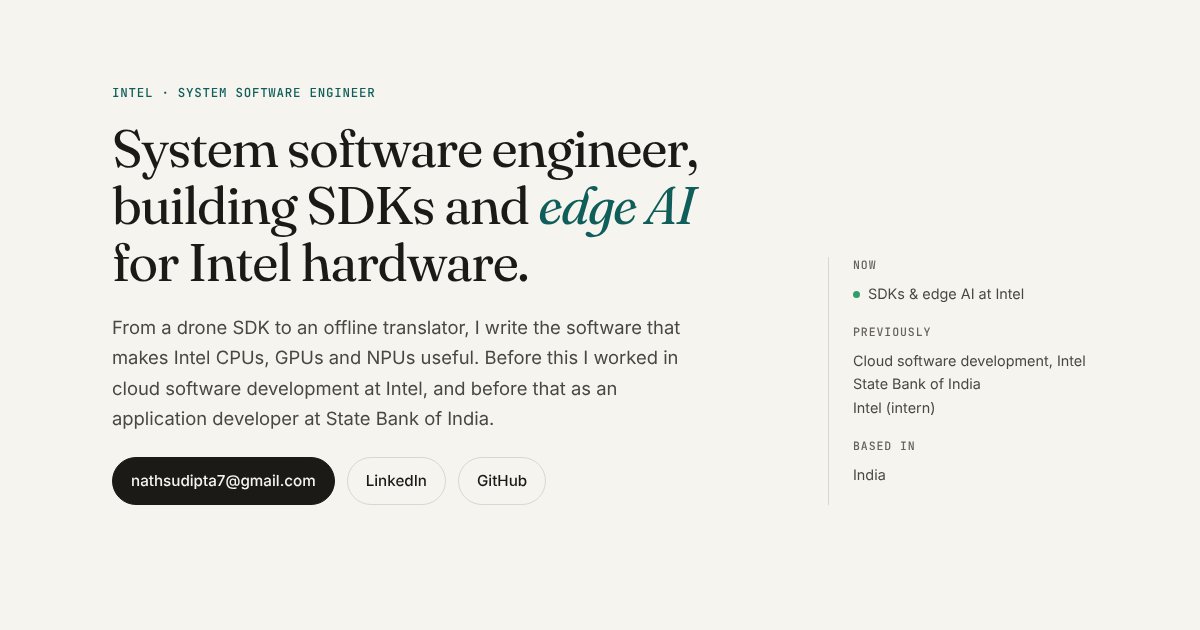 INTEL · SYSTEM SOFTWARE ENGINEER
System software engineer,
building SDKs and edge AI
for Intel hardware.
From a drone SDK to an offline translator, I write the software that
makes Intel CPUs, GPUs and NPUs useful. Before this I worked in
cloud software development at Intel, and before that as an
application developer at State Bank of India.
nathsudipta7@gmail.com
LinkedIn
GitHub
NOW
SDKs & edge AI at Intel
PREVIOUSLY
Cloud software development, Intel
State Bank of India
Intel (intern)
BASED IN
India